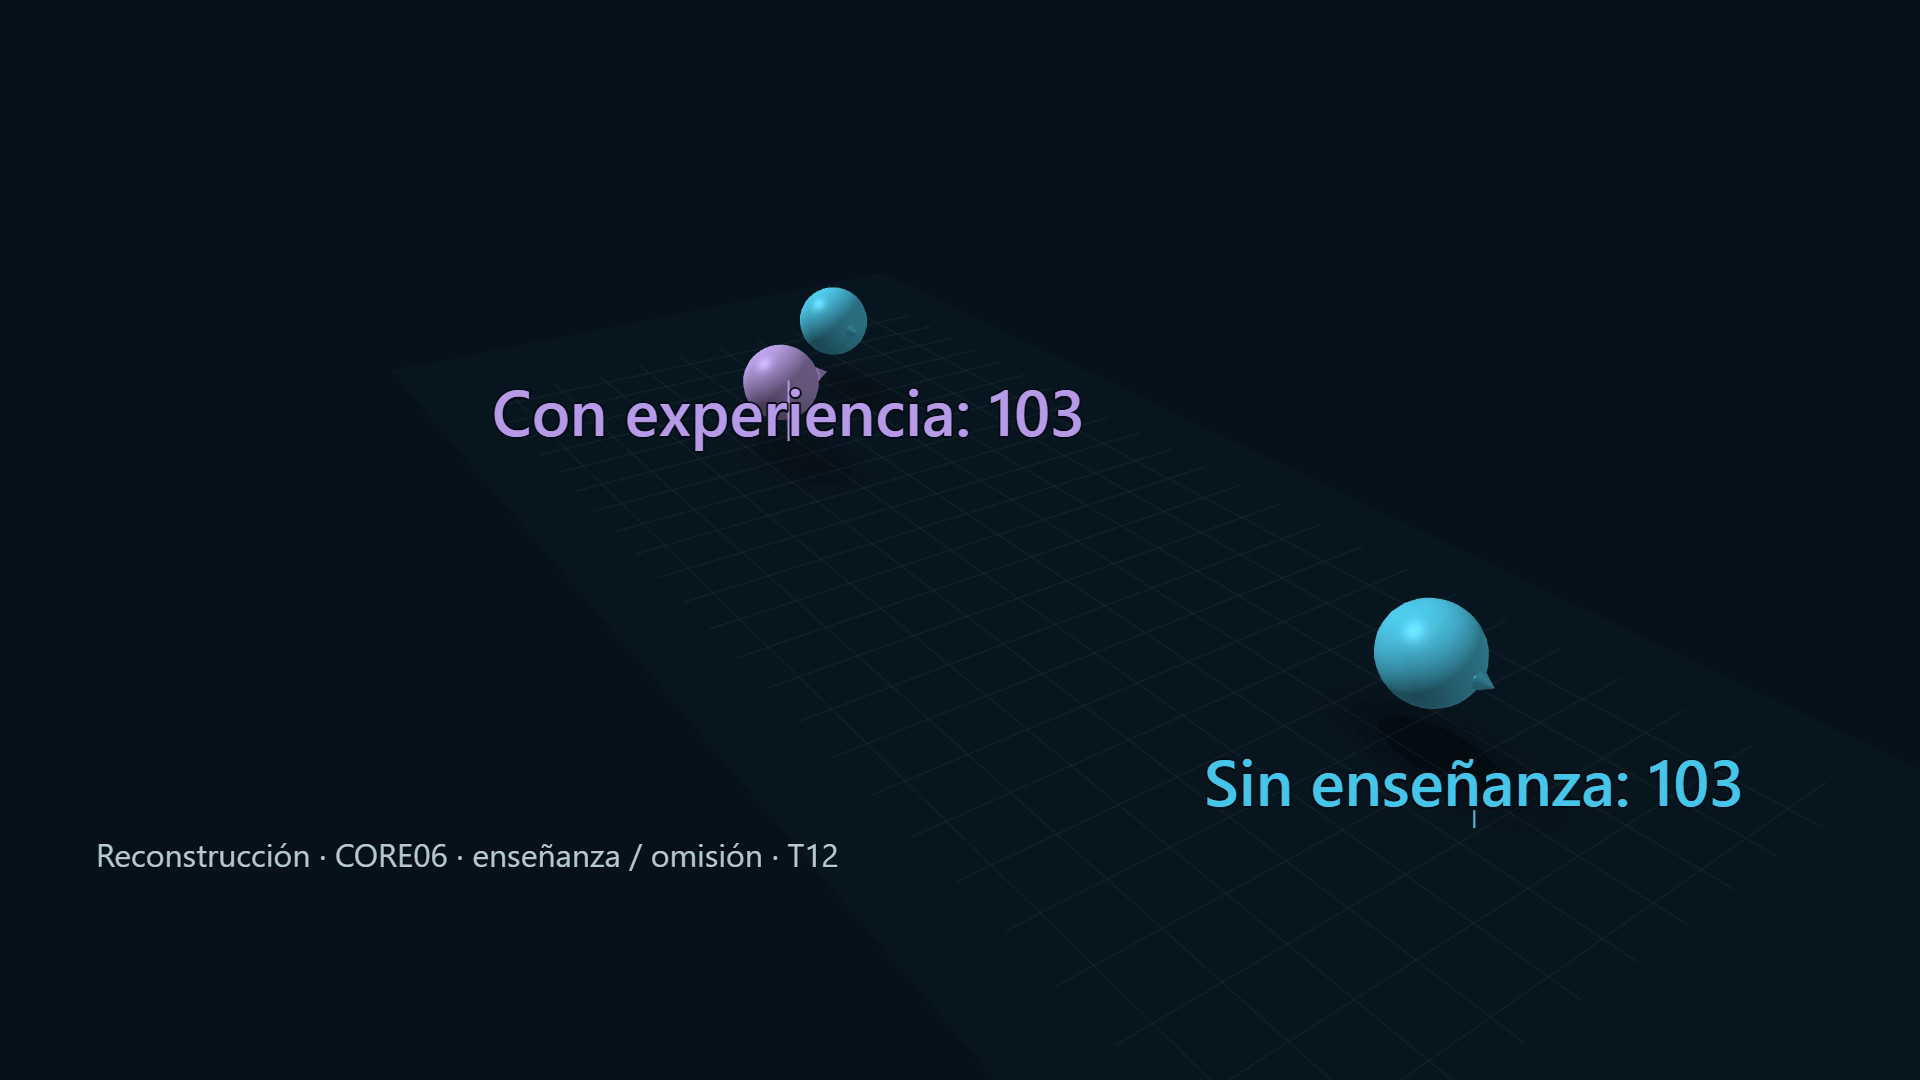 Con experiencia: 103
Sin enseñanza: 103
Reconstrucción · CORE06 · enseñanza / omisión · T12